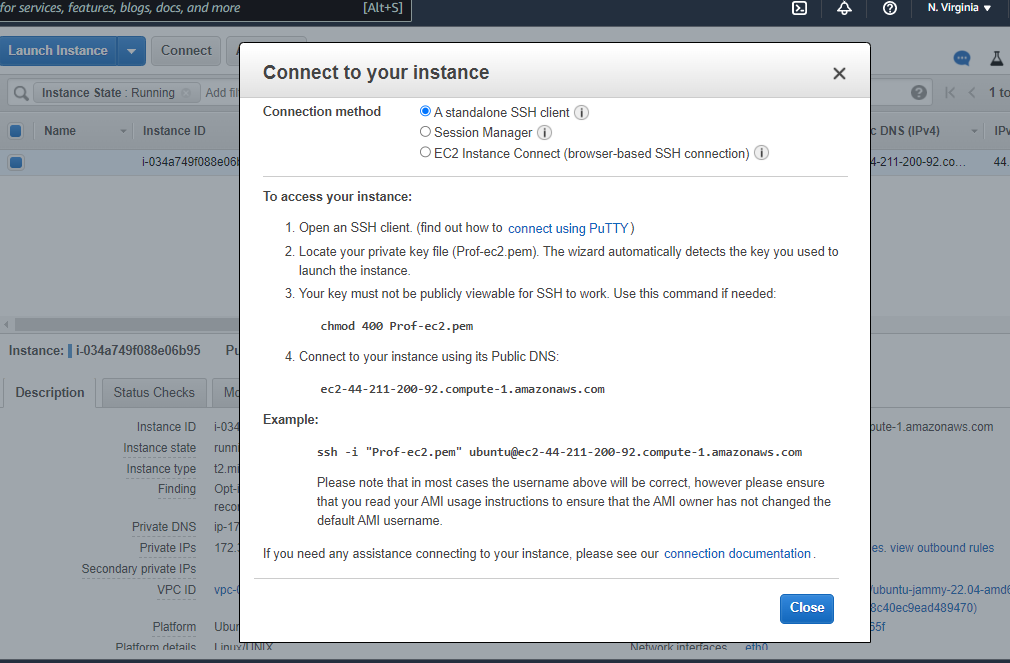 for services, features, blogs, docs, and more [Alt+S] N. Virginia
Launch Instance Connect
Instance State : Running Add 1 to
Name Instance ID DNS (IPv4)
i-034a749f088e06 4-211-200-92.co... 44.
Connect to your instance
Connection method A standalone SSH client
Session Manager
EC2 Instance Connect (browser-based SSH connection)
To access your instance:
1. Open an SSH client. (find out how to connect using PuTTY)
2. Locate your private key file (Prof-ec2.pem). The wizard automatically detects the key you used to
launch the instance.
3. Your key must not be publicly viewable for SSH to work. Use this command if needed:
chmod 400 Prof-ec2.pem
4. Connect to your instance using its Public DNS:
ec2-44-211-200-92.compute-1.amazonaws.com
Example:
ssh -i "Prof-ec2.pem" ubuntu@ec2-44-211-200-92.compute-1.amazonaws.com
Please note that in most cases the username above will be correct, however please ensure
that you read your AMI usage instructions to ensure that the AMI owner has not changed the
default AMI username.
If you need any assistance connecting to your instance, please see our connection documentation.
Close
Instance: i-034a749f088e06b95
Description Status Checks
Instance ID i-034 ute-1.amazonaws.com
Instance state runni
Instance type t2.mi
Finding Opt-i
recor
Private DNS ip-17
Private IPs 172. es. view outbound rules
Secondary private IPs
VPC ID vpc- /ubuntu-jammy-22.04-amd6
8c40ec9ead489470)
Platform Ubun 65f
Platform details Linux/UNIX Network interfaces eth0